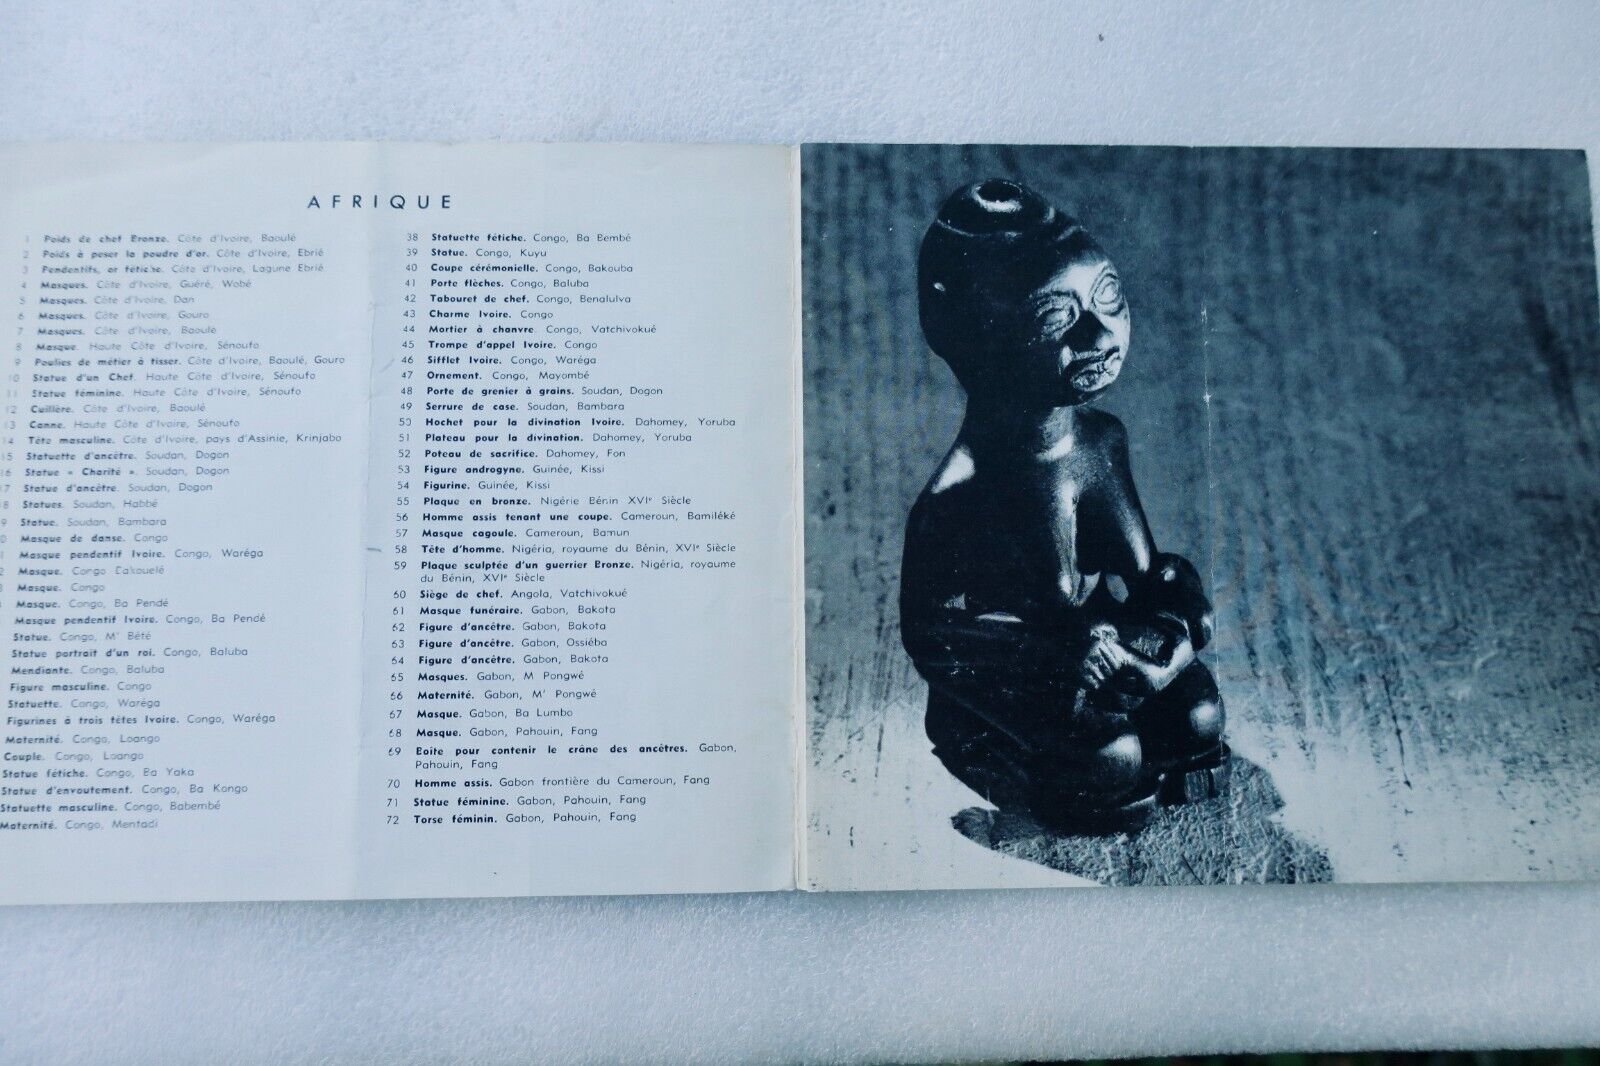 AFRIQUE
1 Poids de chef Bronze. Côte d'Ivoire, Baoulé
2 Poids à peser la poudre d'or. Côte d'Ivoire, Ebrié
3 Pendentifs, or fétiche. Côte d'Ivoire, Lagune Ebrié
4 Masques. Côte d'Ivoire, Guéré, Wobé
5 Masques. Côte d'Ivoire, Dan
6 Masques. Côte d'Ivoire, Gouro
7 Masques. Côte d'Ivoire, Baoulé
8 Masque. Haute Côte d'Ivoire, Sénoufo
9 Poulies de métier à tisser. Côte d'Ivoire, Baoulé, Gouro
10 Statue d'un Chef. Haute Côte d'Ivoire, Sénoufo
11 Statue féminine. Haute Côte d'Ivoire, Sénoufo
12 Cuillère. Côte d'Ivoire, Baoulé
13 Canne. Haute Côte d'Ivoire, Sénoufo
14 Tête masculine. Côte d'Ivoire, pays d'Assinie, Krinjabo
15 Statuette d'ancêtre. Soudan, Dogon
16 Statue « Charité ». Soudan, Dogon
7 Statue d'ancêtre. Soudan, Dogon
8 Statues. Soudan, Habbé
9 Statue. Soudan, Bambara
0 Masque de danse. Congo
1 Masque pendentif Ivoire. Congo, Waréga
2 Masque. Congo Bakouelé
3 Masque. Congo
Masque. Congo, Ba Pendé
Masque pendentif Ivoire. Congo, Ba Pendé
Statue. Congo, M' Bété
Statue portrait d'un roi. Congo, Baluba
Mendiante. Congo, Baluba
Figure masculine. Congo
Statuette. Congo, Waréga
Figurines à trois têtes Ivoire. Congo, Waréga
Maternité. Congo, Loango
Couple. Congo, Loango
Statue fétiche. Congo, Ba Yaka
Statue d'envoutement. Congo, Ba Kongo
Statuette masculine. Congo, Babembé
Maternité. Congo, Mentadi
38 Statuette fétiche. Congo, Ba Bembé
39 Statue. Congo, Kuyu
40 Coupe cérémonielle. Congo, Bakouba
41 Porte flèches. Congo, Baluba
42 Tabouret de chef. Congo, Benalulva
43 Charme Ivoire. Congo
44 Mortier à chanvre. Congo, Vatchivokué
45 Trompe d'appel Ivoire. Congo
46 Sifflet Ivoire. Congo, Waréga
47 Ornement. Congo, Mayombé
48 Porte de grenier à grains. Soudan, Dogon
49 Serrure de case. Soudan, Bambara
50 Hochet pour la divination Ivoire. Dahomey, Yoruba
51 Plateau pour la divination. Dahomey, Yoruba
52 Poteau de sacrifice. Dahomey, Fon
53 Figure androgyne. Guinée, Kissi
54 Figurine. Guinée, Kissi
55 Plaque en bronze. Nigérie Bénin XVIe Siècle
56 Homme assis tenant une coupe. Cameroun, Bamiléké
57 Masque cagoule. Cameroun, Bamun
58 Tête d'homme. Nigéria, royaume du Bénin, XVIe Siècle
59 Plaque sculptée d'un guerrier Bronze. Nigéria, royaume
du Bénin, XVIe Siècle
60 Siège de chef. Angola, Vatchivokué
61 Masque funéraire. Gabon, Bakota
62 Figure d'ancêtre. Gabon, Bakota
63 Figure d'ancêtre. Gabon, Ossiéba
64 Figure d'ancêtre. Gabon, Bakota
65 Masques. Gabon, M Pongwé
66 Maternité. Gabon, M' Pongwé
67 Masque. Gabon, Ba Lumbo
68 Masque. Gabon, Pahouin, Fang
69 Boite pour contenir le crâne des ancêtres. Gabon,
Pahouin, Fang
70 Homme assis. Gabon frontière du Cameroun, Fang
71 Statue féminine. Gabon, Pahouin, Fang
72 Torse féminin. Gabon, Pahouin, Fang